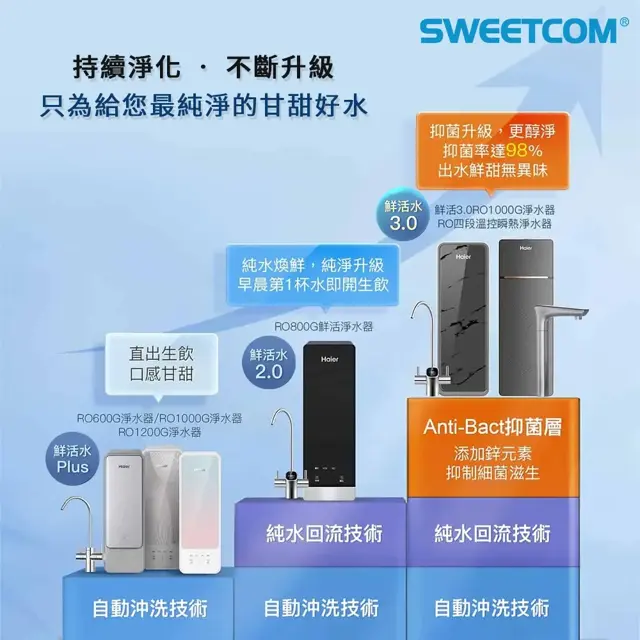 SWEETCOM®
持續淨化 · 不斷升級
只為給您最純淨的甘甜好水
抑菌升級，更醇淨
抑菌率達98%
出水鮮甜無異味
鮮活水
3.0
鮮活3.0RO1000G淨水器
RO四段溫控瞬熱淨水器
Haier
Haier
純水煥鮮，純淨升級
早晨第1杯水即開生飲
RO800G鮮活淨水器
鮮活水
2.0
Haier
直出生飲
口感甘甜
RO600G淨水器/RO1000G淨水器
RO1200G淨水器
鮮活水
Plus
Haier
Anti-Bact抑菌層
添加鋅元素
抑制細菌滋生
純水回流技術
純水回流技術
自動沖洗技術
自動沖洗技術
自動沖洗技術